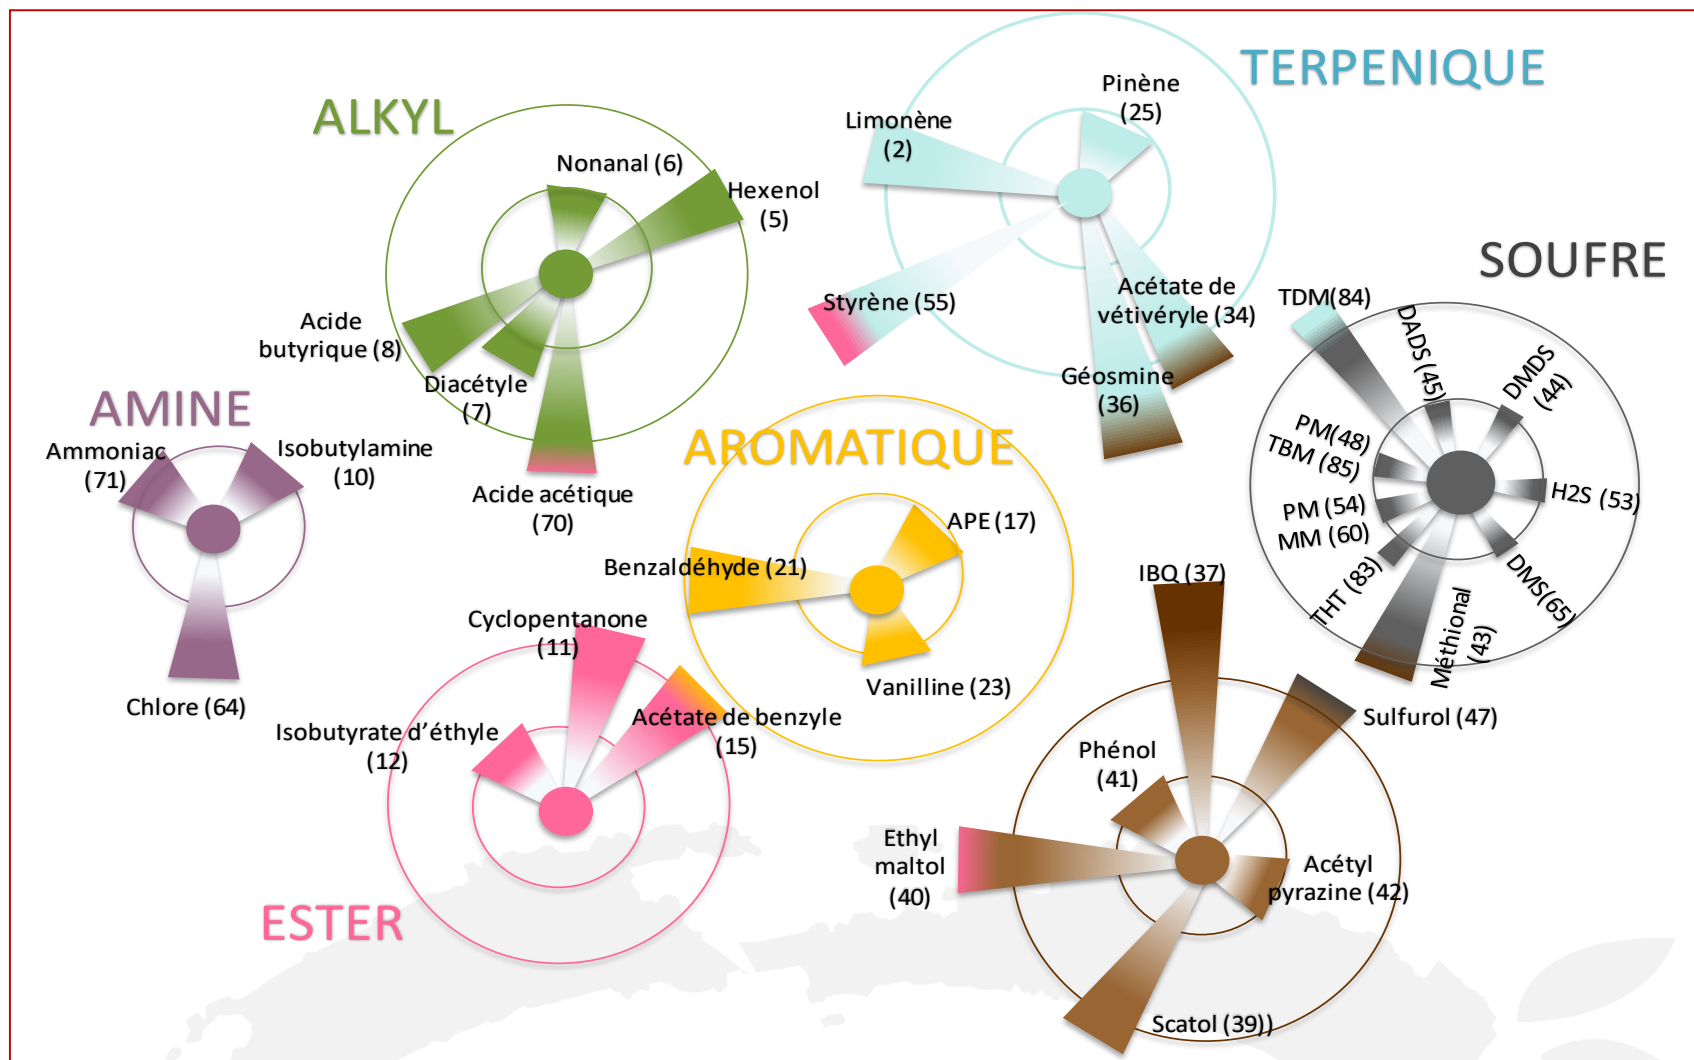 TERPENIQUE
Pinène
(25)
Limonène
(2)
Styrène (55)
Acétate de
vétivéryle (34)
Géosmine
(36)
ALKYL
Nonanal (6)
Hexenol
(5)
Acide
butyrique (8)
Diacétyle
(7)
Acide acétique
(70)
SOUFRE
TDM(84)
DADS (45)
DMDS
(44)
PM(48)
TBM (85)
H2S (53)
PM (54)
MM (60)
THT (83)
DMS(65)
Méthional
(43)
AMINE
Ammoniac
(71)
Isobutylamine
(10)
Chlore (64)
AROMATIQUE
APE (17)
Benzaldéhyde (21)
Vanilline (23)
Cyclopentanone
(11)
Isobutyrate d’éthyle
(12)
Acétate de benzyle
(15)
ESTER
IBQ (37)
Sulfurol (47)
Phénol
(41)
Ethyl
maltol
(40)
Acétyl
pyrazine (42)
Scatol (39))